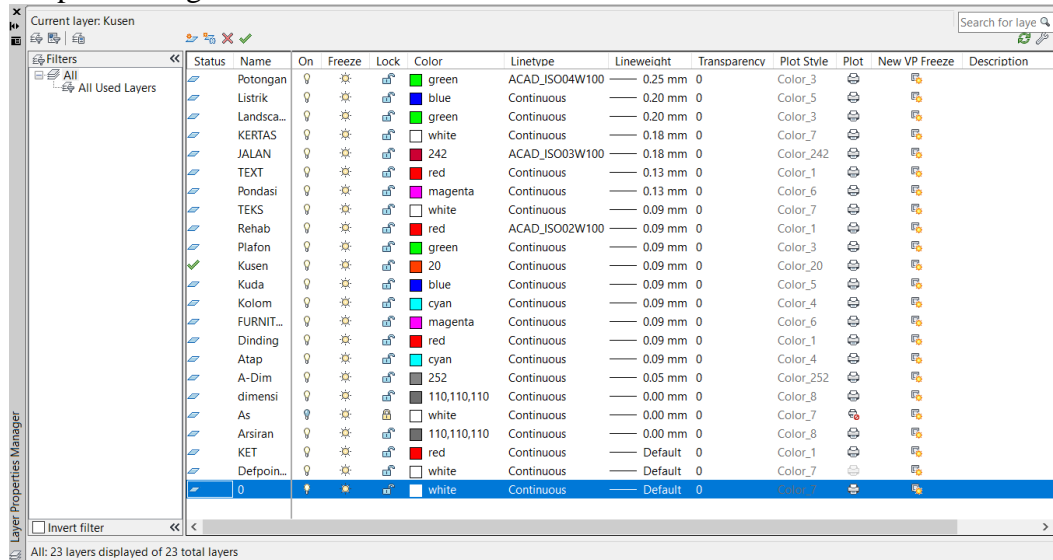 Current layer: Kusen
Search for laye
Filters
All
All Used Layers
Status Name On Freeze Lock Color Linetype Lineweight Transparency Plot Style Plot New VP Freeze Description
Potongan green ACAD_ISO04W100 0.25 mm 0 Color_3
Listrik blue Continuous 0.20 mm 0 Color_5
Landsca... green Continuous 0.20 mm 0 Color_3
KERTAS white Continuous 0.18 mm 0 Color_7
JALAN 242 ACAD_ISO03W100 0.18 mm 0 Color_242
TEXT red Continuous 0.13 mm 0 Color_1
Pondasi magenta Continuous 0.13 mm 0 Color_6
TEKS white Continuous 0.09 mm 0 Color_7
Rehab red ACAD_ISO02W100 0.09 mm 0 Color_1
Plafon green Continuous 0.09 mm 0 Color_3
Kusen 20 Continuous 0.09 mm 0 Color_20
Kuda blue Continuous 0.09 mm 0 Color_5
Kolom cyan Continuous 0.09 mm 0 Color_4
FURNIT... magenta Continuous 0.09 mm 0 Color_6
Dinding red Continuous 0.09 mm 0 Color_1
Atap cyan Continuous 0.09 mm 0 Color_4
A-Dim 252 Continuous 0.05 mm 0 Color_252
dimensi 110,110,110 Continuous 0.00 mm 0 Color_8
As white Continuous 0.00 mm 0 Color_7
Arsiran 110,110,110 Continuous 0.00 mm 0 Color_8
KET red Continuous Default 0 Color_1
Defpoin... white Continuous Default 0 Color_7
0 white Continuous Default 0 Color_7
Layer Properties Manager
Invert filter
All: 23 layers displayed of 23 total layers